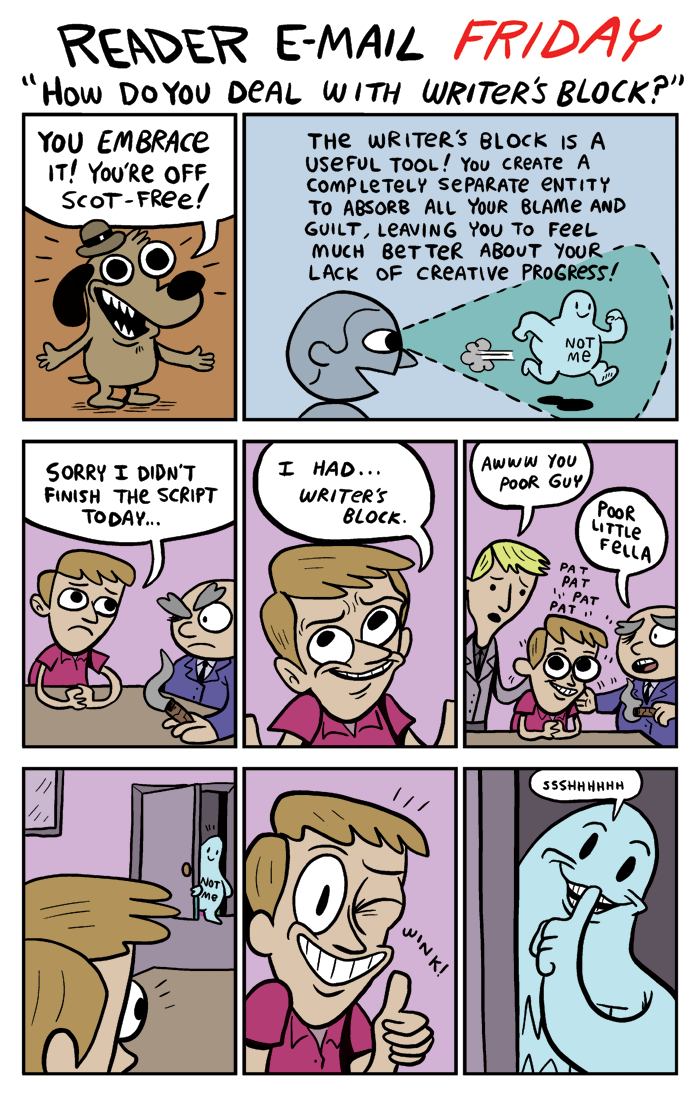 READER E-MAIL FRIDAY
"HOW DO YOU DEAL WITH WRITER'S BLOCK?"
YOU EMBRACE
IT! YOU'RE OFF
SCOT-FREE!
THE WRITER'S BLOCK IS A
USEFUL TOOL! YOU CREATE A
COMPLETELY SEPARATE ENTITY
TO ABSORB ALL YOUR BLAME AND
GUILT, LEAVING YOU TO FEEL
MUCH BETTER ABOUT YOUR
LACK OF CREATIVE PROGRESS!
NOT
ME
SORRY I DIDN'T
FINISH THE SCRIPT
TODAY...
I HAD...
WRITER'S
BLOCK.
AWWW YOU
POOR GUY
POOR
LITTLE
FELLA
PAT
PAT
PAT
PAT
NOT
ME
WINK!
SSSHHHHHH